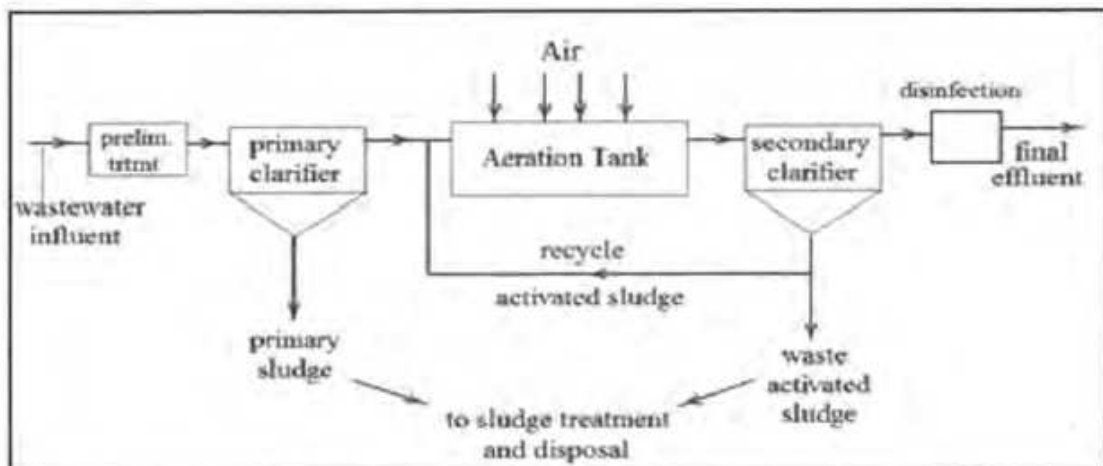 Air
disinfection
prelim.
trtmt
primary
clarifier
Aeration Tank
secondary
clarifier
final
effluent
wastewater
influent
recycle
activated sludge
primary
sludge
waste
activated
sludge
to sludge treatment
and disposal